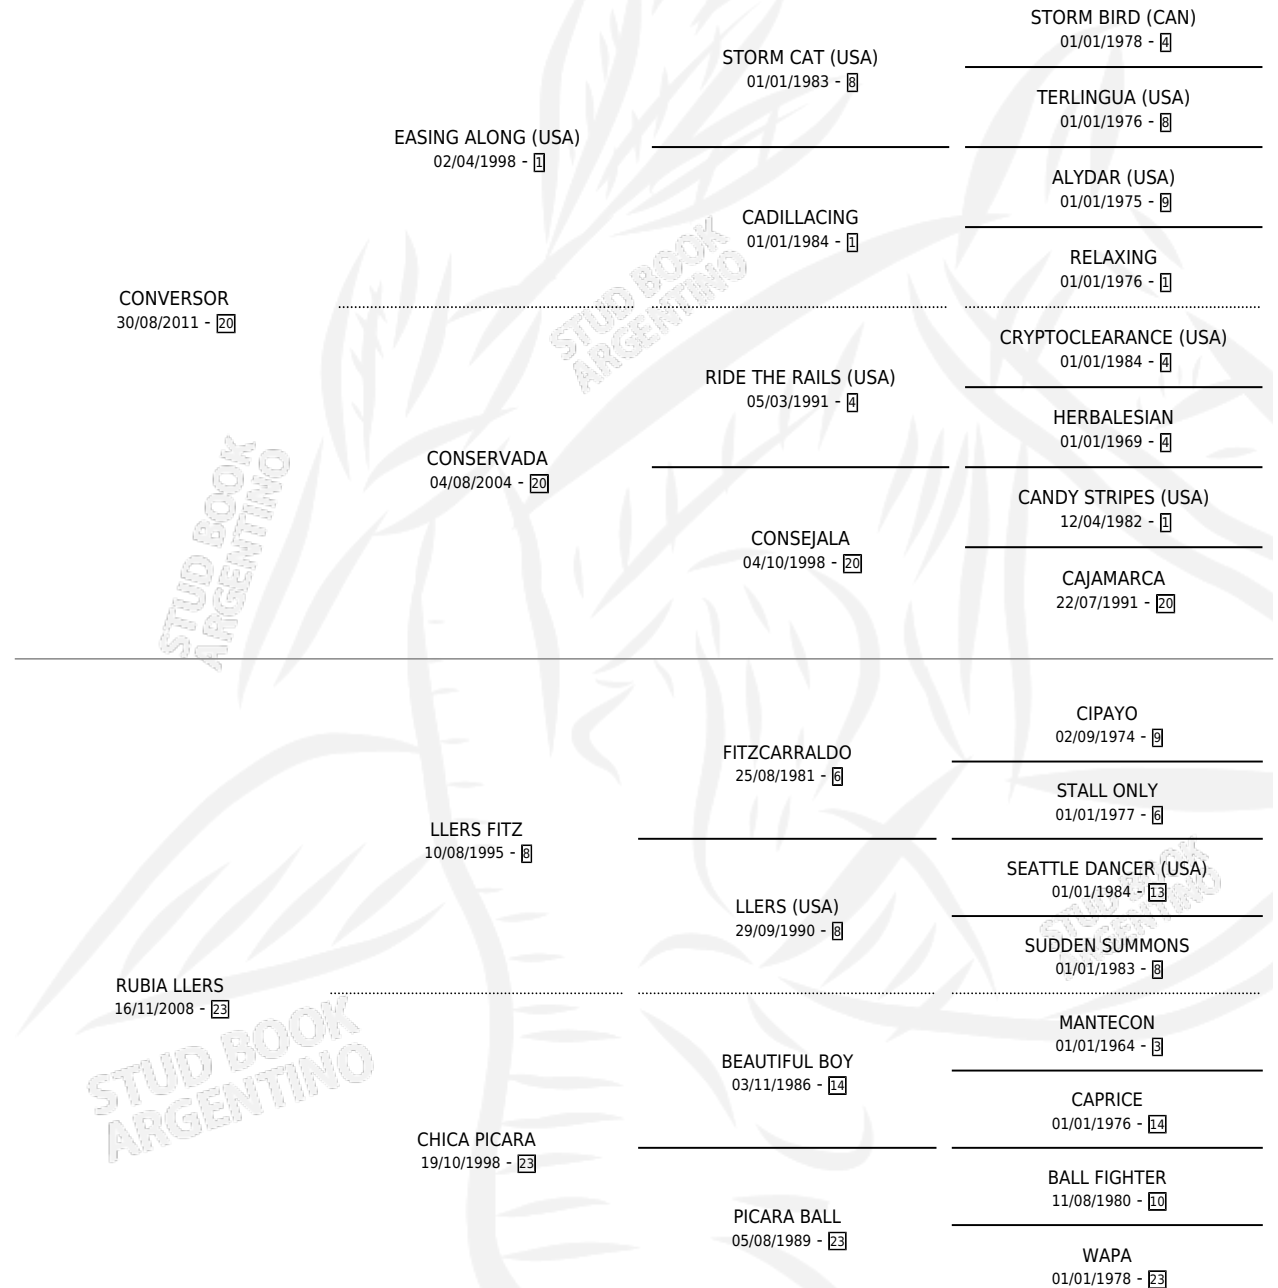 STORM BIRD (CAN)
01/01/1978 - 4
STORM CAT (USA)
01/01/1983 - 8
TERLINGUA (USA)
01/01/1976 - 8
EASING ALONG (USA)
02/04/1998 - 1
ALYDAR (USA)
01/01/1975 - 9
CADILLACING
01/01/1984 - 1
RELAXING
01/01/1976 - 1
CONVERSOR
30/08/2011 - 20
CRYPTOCLEARANCE (USA)
01/01/1984 - 4
RIDE THE RAILS (USA)
05/03/1991 - 4
HERBALESIAN
01/01/1969 - 4
CONSERVADA
04/08/2004 - 20
CANDY STRIPES (USA)
12/04/1982 - 1
CONSEJALA
04/10/1998 - 20
CAJAMARCA
22/07/1991 - 20
STUD BOOK
ARGENTINO
STUD BOOK
ARGENTINO
CIPAYO
02/09/1974 - 9
FITZCARRALDO
25/08/1981 - 6
STALL ONLY
01/01/1977 - 6
LLERS FITZ
10/08/1995 - 8
SEATTLE DANCER (USA)
01/01/1984 - 13
LLERS (USA)
29/09/1990 - 8
SUDDEN SUMMONS
01/01/1983 - 8
STUD BOOK
ARGENTINO
RUBIA LLERS
16/11/2008 - 23
MANTECON
01/01/1964 - 3
BEAUTIFUL BOY
03/11/1986 - 14
CAPRICE
01/01/1976 - 14
STUD BOOK
ARGENTINO
CHICA PICARA
19/10/1998 - 23
BALL FIGHTER
11/08/1980 - 10
PICARA BALL
05/08/1989 - 23
WAPA
01/01/1978 - 23